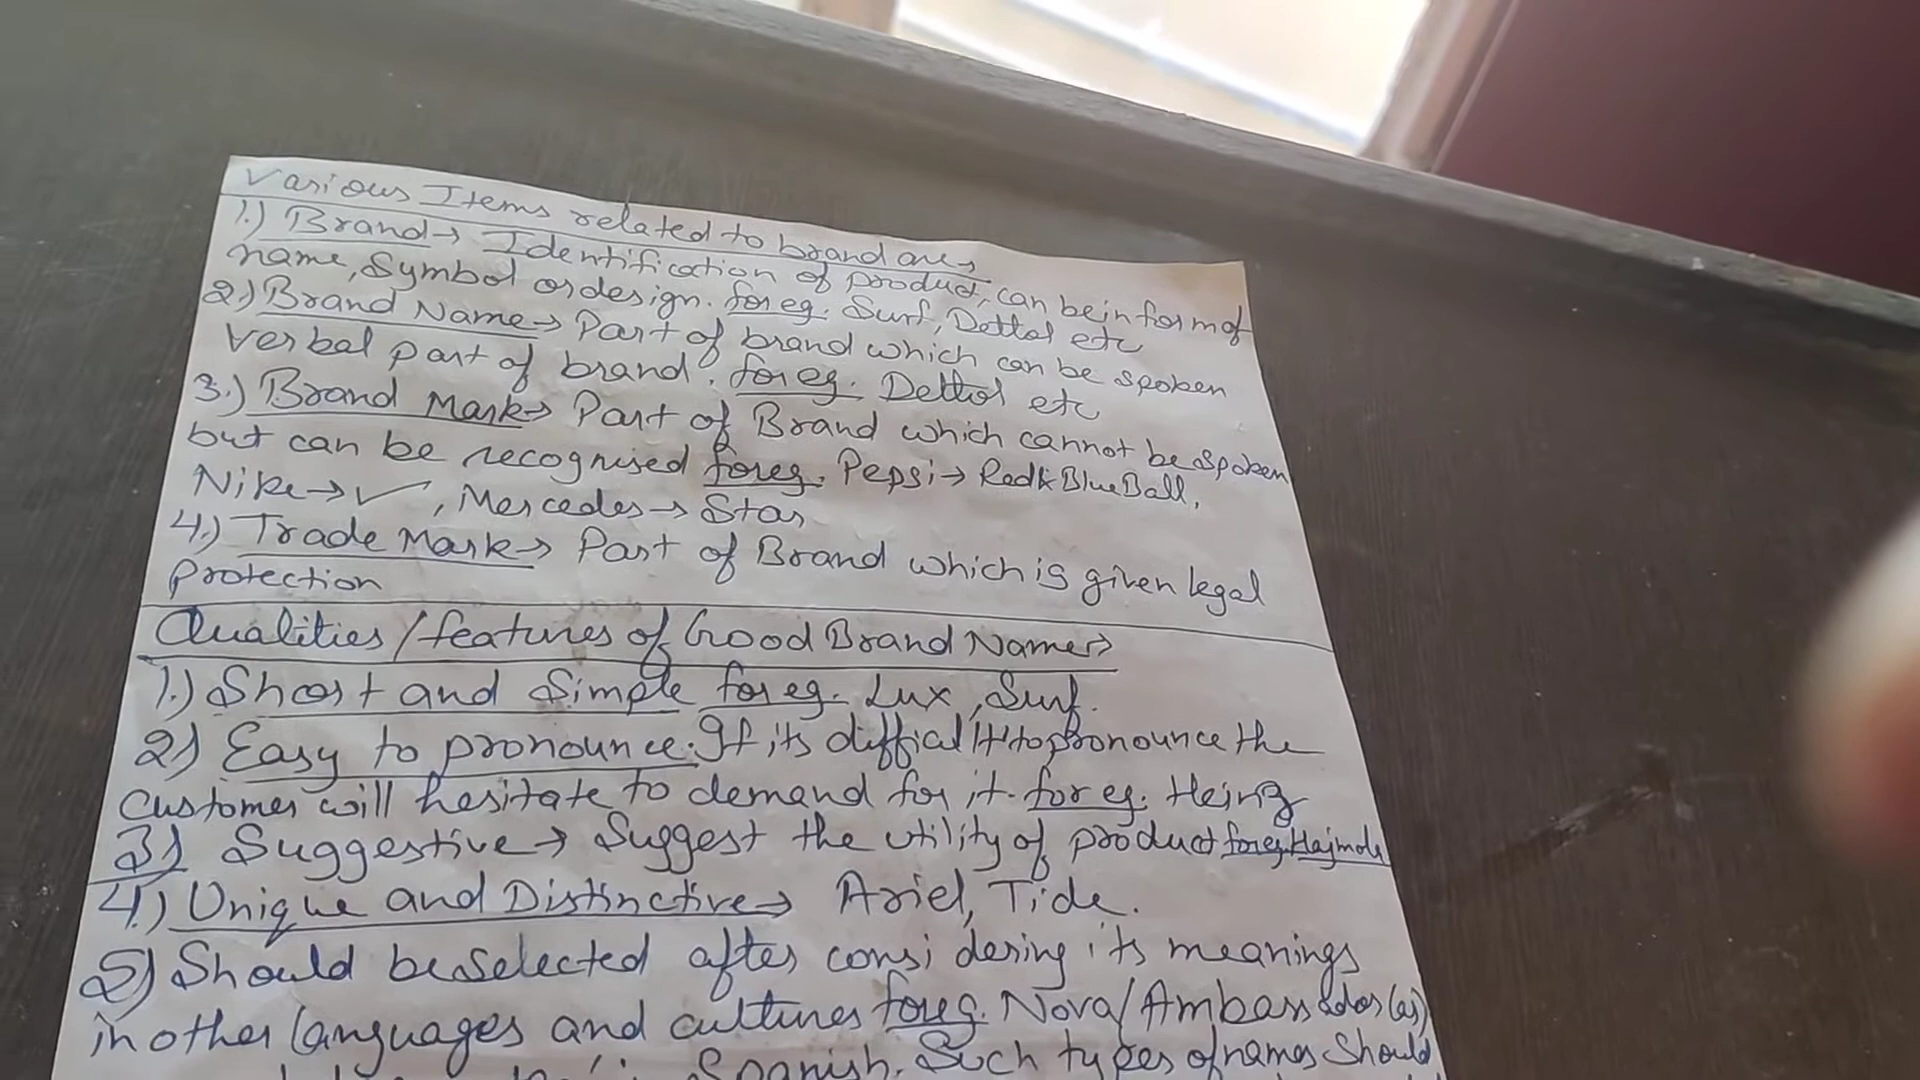 Various Items related to brand are→
1.) Brand→ Identification of product, can be in form of
name, Symbol or design. for eg. Surf, Dettol etc
2.) Brand Name→ Part of brand which can be spoken
Verbal part of brand. for eg. Dettol etc
3.) Brand Mark→ Part of Brand which cannot be spoken
but can be recognised for eg. Pepsi→ Red & Blue Ball,
Nike→ ✓, Mercedes→ Star
4.) Trade Mark→ Part of Brand which is given legal
Protection
Qualities/features of Good Brand Name→
1.) Short and Simple for eg. Lux, Surf.
2) Easy to pronounce. If its difficult to pronounce the
Customer will hesitate to demand for it. for eg. Heinz
3) Suggestive→ Suggest the utility of product for eg. Hajmola
4.) Unique and Distinctive→ Ariel, Tide.
5) Should be selected after considering its meanings
in other languages and cultures for eg. Nova/Ambassador (as)
Spanish. Such types of names should